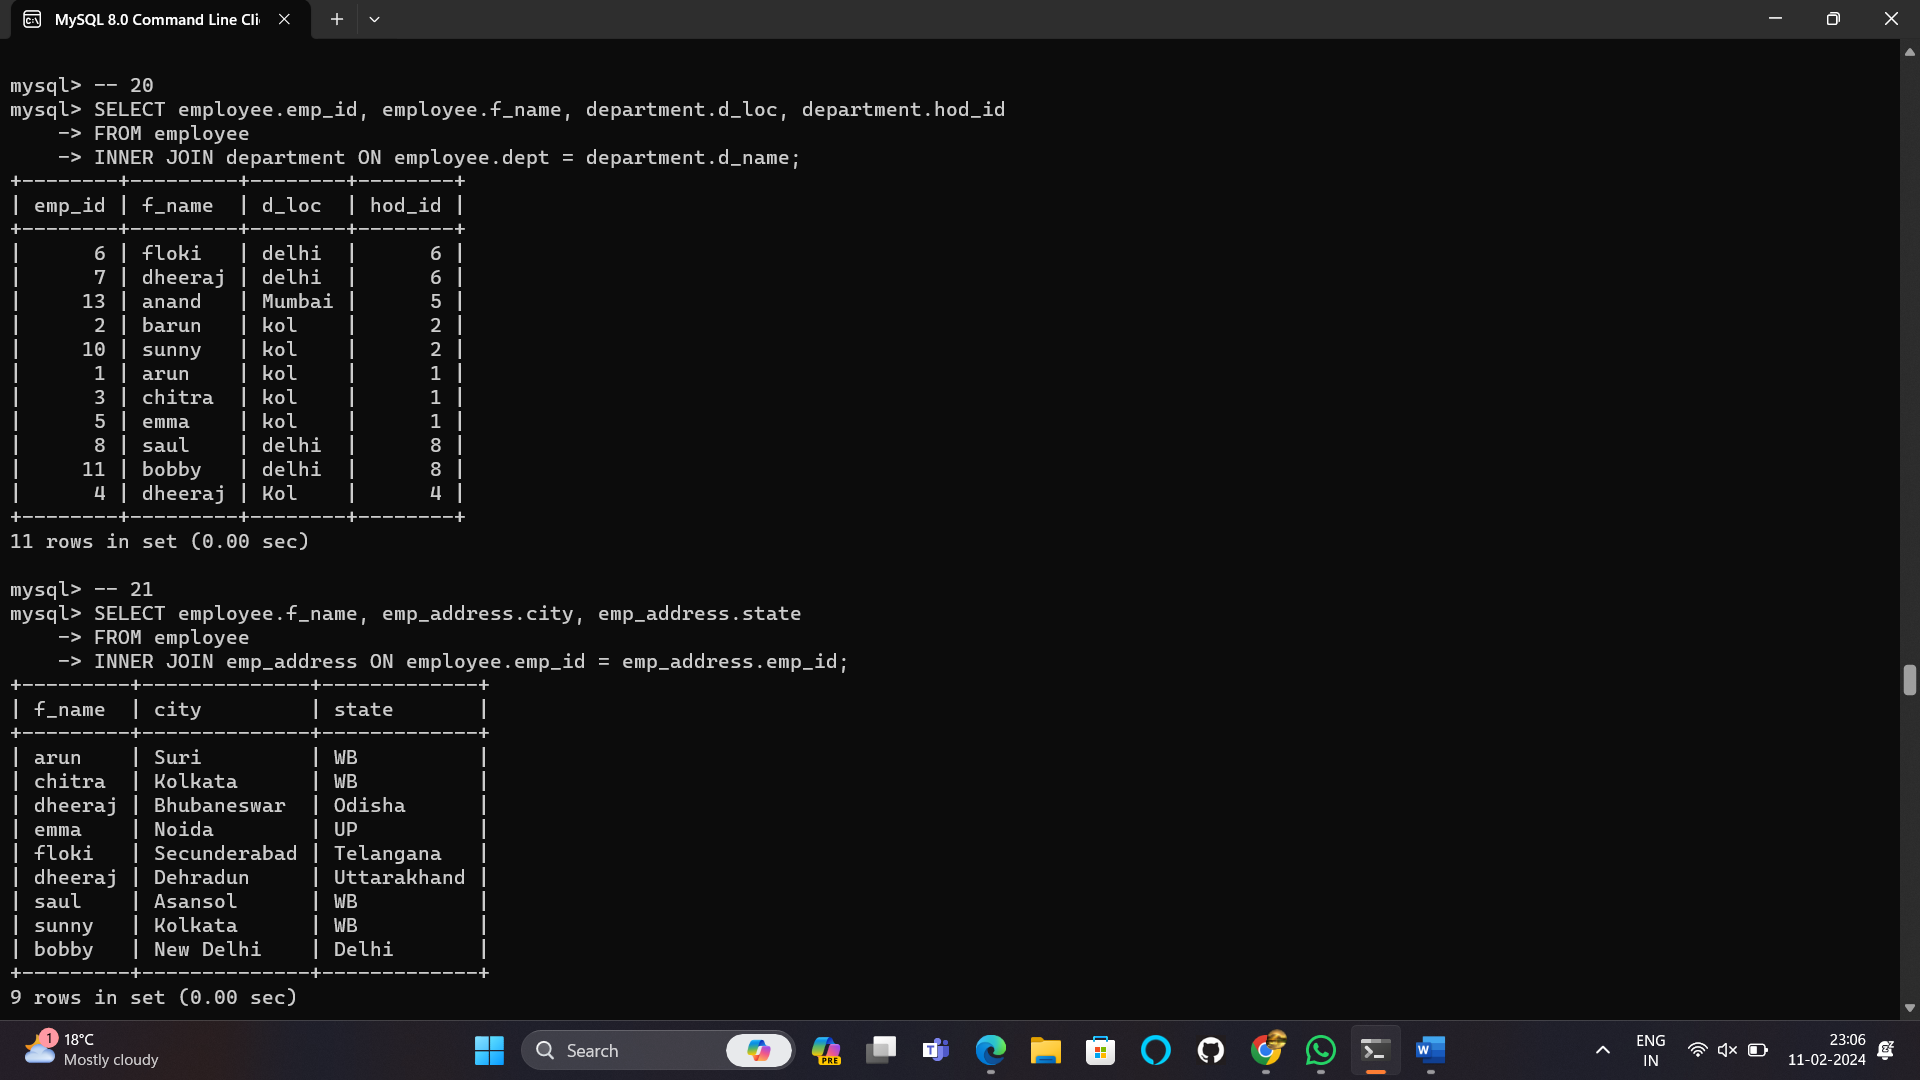 MySQL 8.0 Command Line Cli
mysql> -- 20
mysql> SELECT employee.emp_id, employee.f_name, department.d_loc, department.hod_id
    -> FROM employee
    -> INNER JOIN department ON employee.dept = department.d_name;
+--------+---------+--------+--------+
| emp_id | f_name  | d_loc  | hod_id |
+--------+---------+--------+--------+
|      6 | floki   | delhi  |      6 |
|      7 | dheeraj | delhi  |      6 |
|     13 | anand   | Mumbai |      5 |
|      2 | barun   | kol    |      2 |
|     10 | sunny   | kol    |      2 |
|      1 | arun    | kol    |      1 |
|      3 | chitra  | kol    |      1 |
|      5 | emma    | kol    |      1 |
|      8 | saul    | delhi  |      8 |
|     11 | bobby   | delhi  |      8 |
|      4 | dheeraj | Kol    |      4 |
+--------+---------+--------+--------+
11 rows in set (0.00 sec)
mysql> -- 21
mysql> SELECT employee.f_name, emp_address.city, emp_address.state
    -> FROM employee
    -> INNER JOIN emp_address ON employee.emp_id = emp_address.emp_id;
+---------+--------------+-------------+
| f_name  | city         | state       |
+---------+--------------+-------------+
| arun    | Suri         | WB          |
| chitra  | Kolkata      | WB          |
| dheeraj | Bhubaneswar  | Odisha      |
| emma    | Noida        | UP          |
| floki   | Secunderabad | Telangana   |
| dheeraj | Dehradun     | Uttarakhand |
| saul    | Asansol      | WB          |
| sunny   | Kolkata      | WB          |
| bobby   | New Delhi    | Delhi       |
+---------+--------------+-------------+
9 rows in set (0.00 sec)
1
18°C
Mostly cloudy
Search
PRE
ENG
IN
23:06
11-02-2024